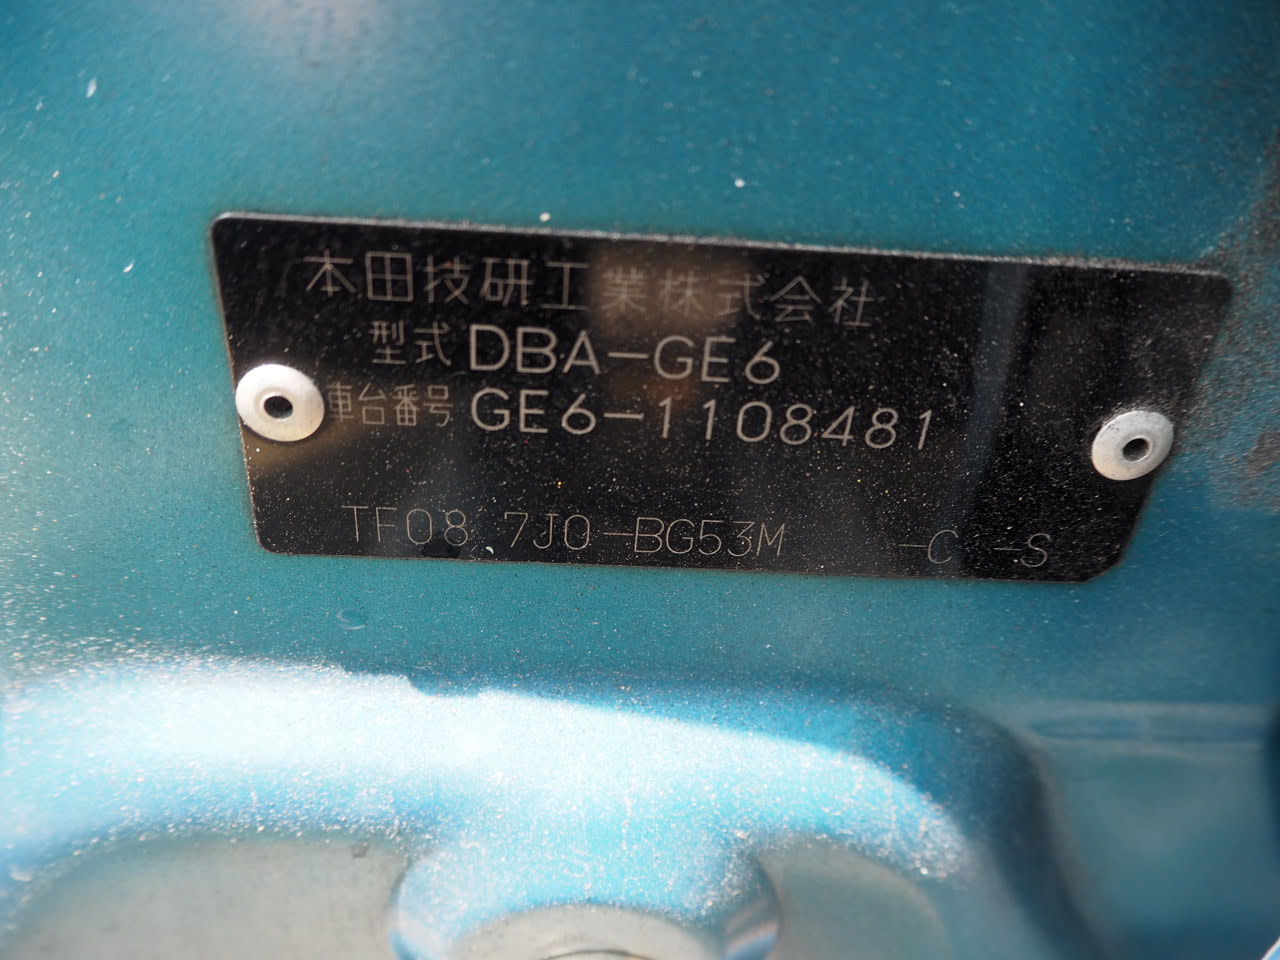 本田技研工業株式会社
型式 DBA-GE6
車台番号 GE6-1108481
TF08 7J0-BG53M -C -S